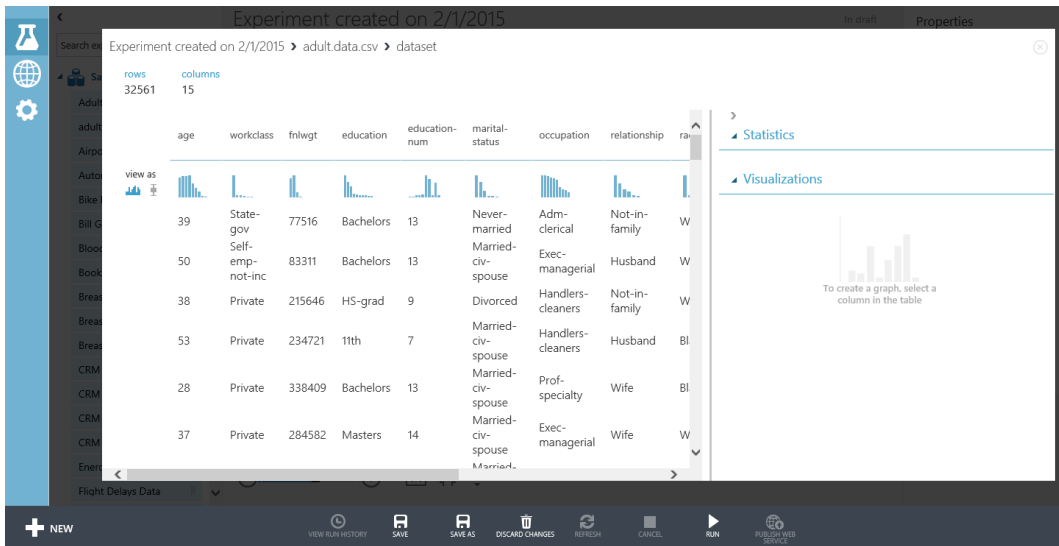 Experiment created on 2/1/2015
In draft
Properties
Search ex
Sa
Experiment created on 2/1/2015 > adult.data.csv > dataset
rows columns
32561 15
Adult
adult
Airpo
Auto
Bike
Bill G
Blood
Book
Breas
Breas
Breas
CRM
CRM
CRM
CRM
Energ
Flight Delays Data
age workclass fnlwgt education education-num marital-status occupation relationship ra
view as
39 State-gov 77516 Bachelors 13 Never-married Adm-clerical Not-in-family W
50 Self-emp-not-inc 83311 Bachelors 13 Married-civ-spouse Exec-managerial Husband W
38 Private 215646 HS-grad 9 Divorced Handlers-cleaners Not-in-family W
53 Private 234721 11th 7 Married-civ-spouse Handlers-cleaners Husband Bl
28 Private 338409 Bachelors 13 Married-civ-spouse Prof-specialty Wife Bl
37 Private 284582 Masters 14 Married-civ-spouse Exec-managerial Wife W
Married-
Statistics
Visualizations
To create a graph, select a
column in the table
NEW
VIEW RUN HISTORY
SAVE
SAVE AS
DISCARD CHANGES
REFRESH
CANCEL
RUN
PUBLISH WEB
SERVICE